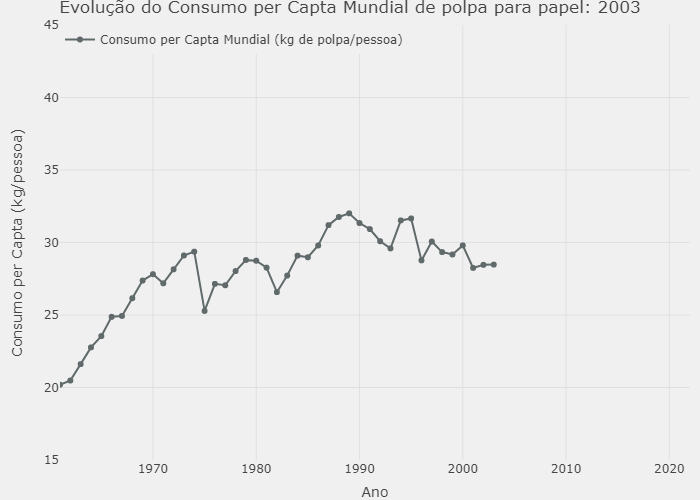 Evolução do Consumo per Capta Mundial de polpa para papel: 2003
45
Consumo per Capta Mundial (kg de polpa/pessoa)
40
35
30
25
20
15
Consumo per Capta (kg/pessoa)
1970 1980 1990 2000 2010 2020
Ano